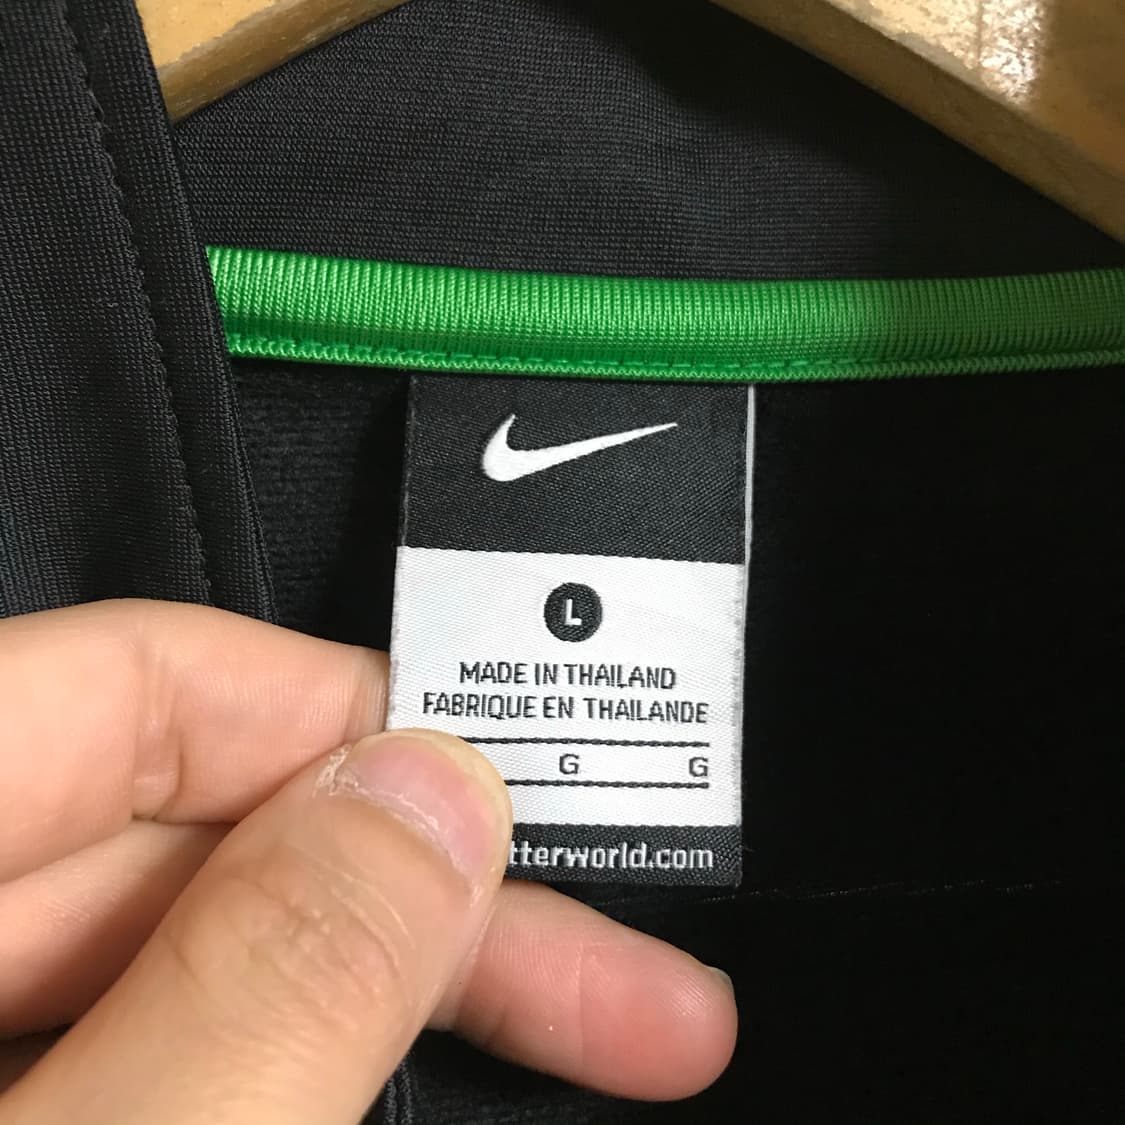 L
MADE IN THAILAND
FABRIQUE EN THAILANDE
G G
tterworld.com